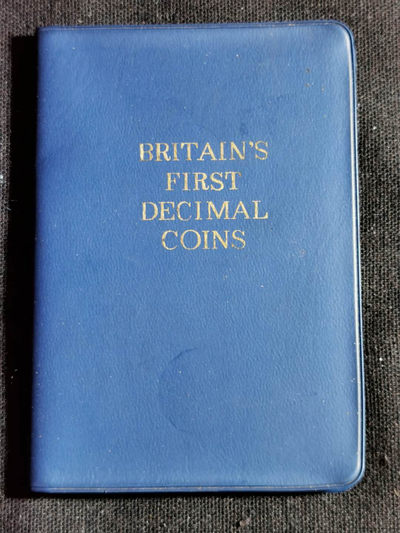 BRITAIN'S
FIRST
DECIMAL
COINS